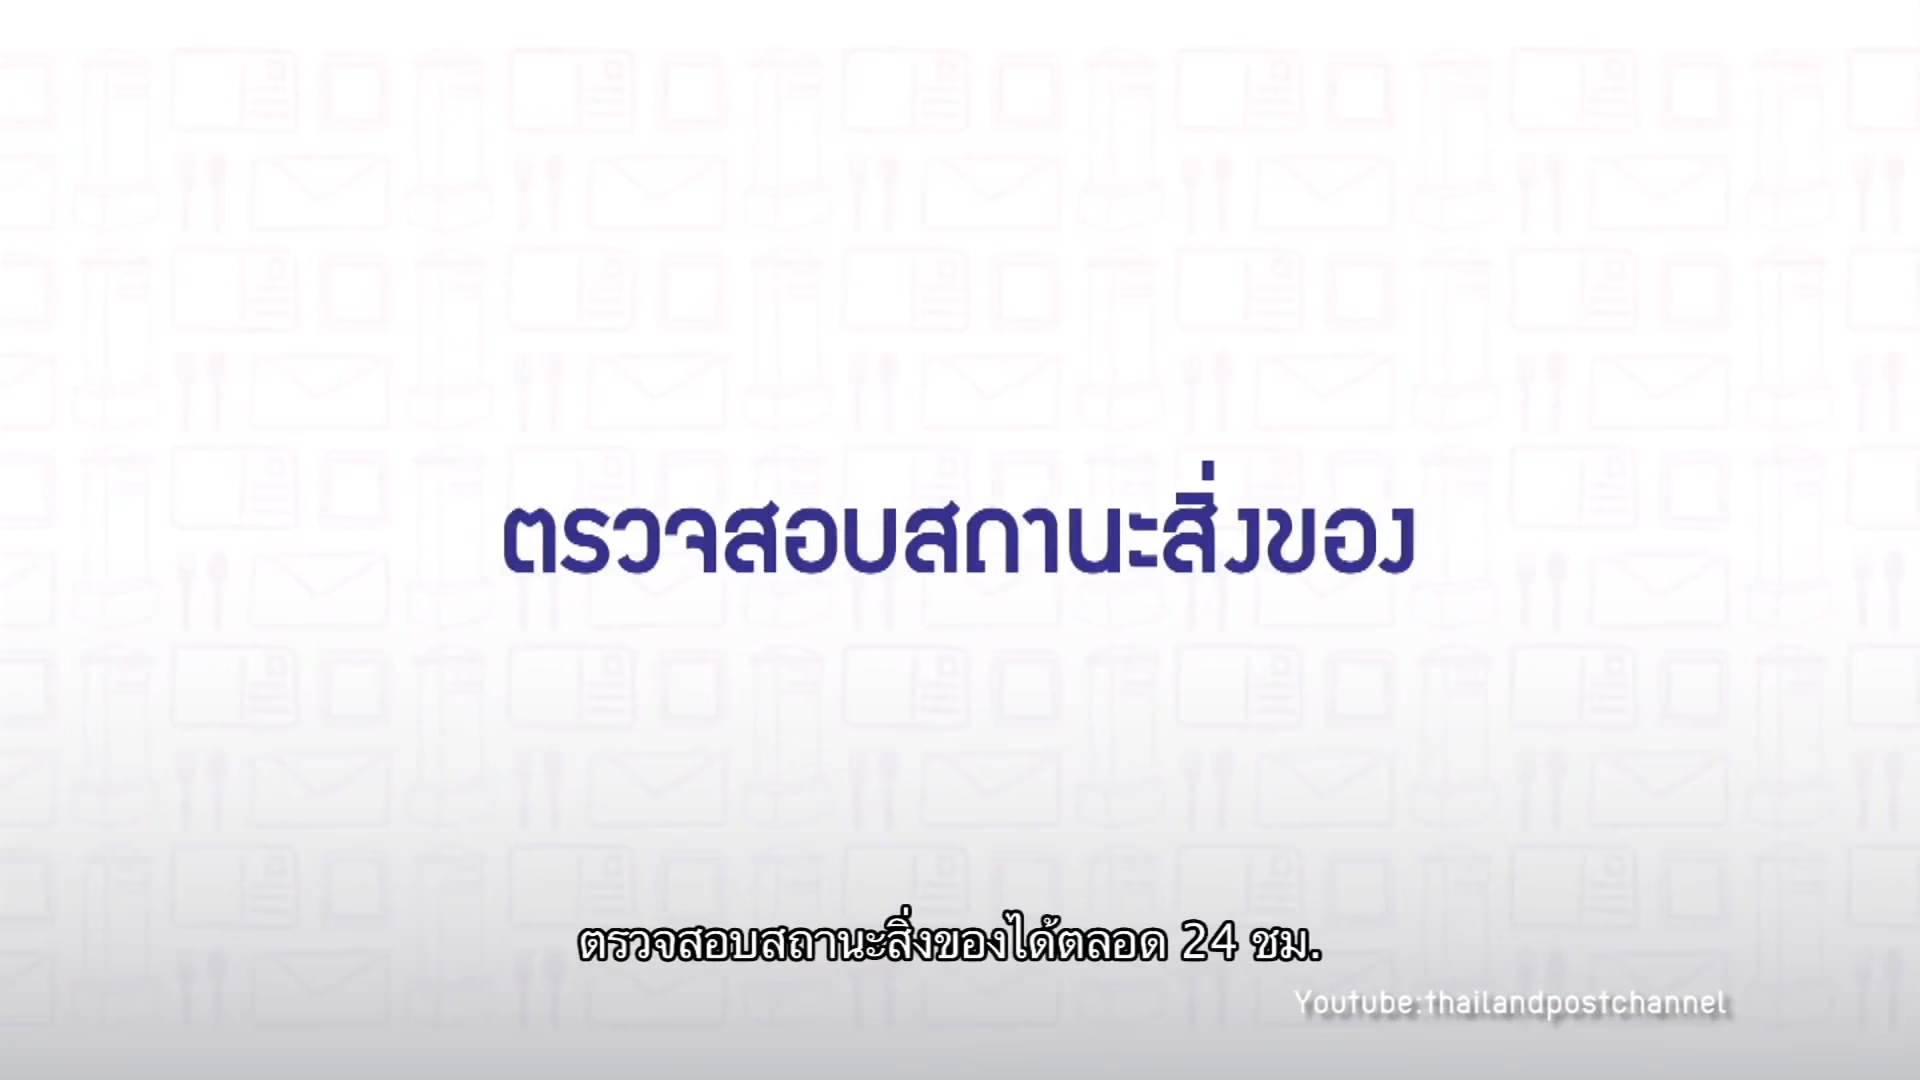 ตรวจสอบสถานะสิ่งของ
ตรวจสอบสถานะสิ่งของได้ตลอด 24 ชม.
Youtube:thailandpostchannel